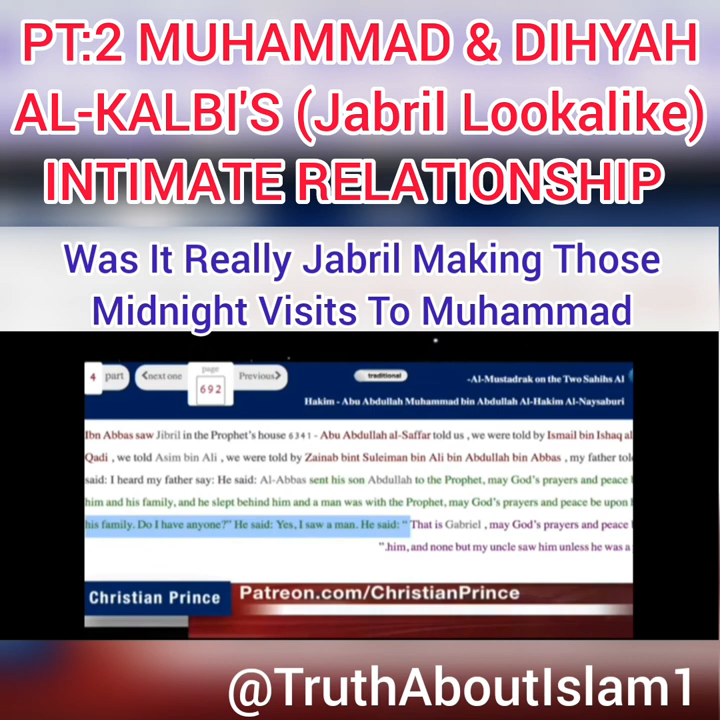 PT:2 MUHAMMAD & DIHYAH
AL-KALBI'S (Jabril Lookalike)
INTIMATE RELATIONSHIP
Was It Really Jabril Making Those
Midnight Visits To Muhammad
4 part <next one page 692 Previous> traditional -Al-Mustadrak on the Two Sahihs Al
Hakim - Abu Abdullah Muhammad bin Abdullah Al-Hakim Al-Naysaburi
Ibn Abbas saw Jibril in the Prophet's house 6341 - Abu Abdullah al-Saffar told us , we were told by Ismail bin Ishaq al
Qadi , we told Asim bin Ali , we were told by Zainab bint Suleiman bin Ali bin Abdullah bin Abbas , my father tol
said: I heard my father say: He said: Al-Abbas sent his son Abdullah to the Prophet, may God's prayers and peace
him and his family, and he slept behind him and a man was with the Prophet, may God's prayers and peace be upon
his family. Do I have anyone?" He said: Yes, I saw a man. He said: " That is Gabriel , may God's prayers and peace
".him, and none but my uncle saw him unless he was a
Christian Prince Patreon.com/ChristianPrince
@TruthAboutIslam1